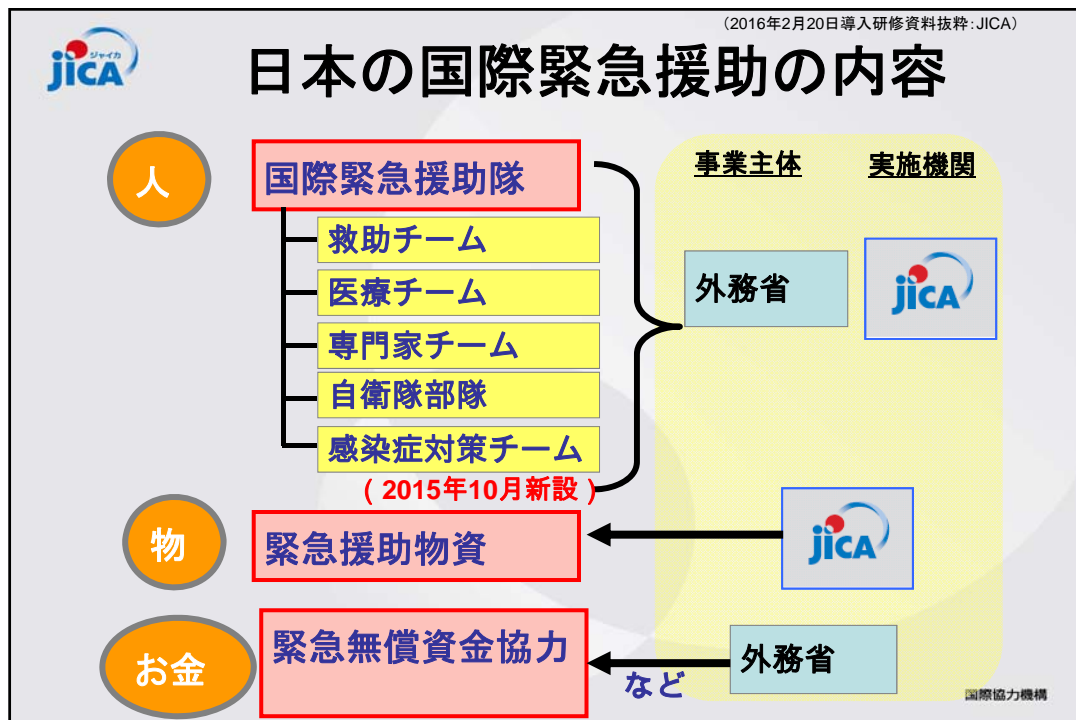 (2016年2月20日導入研修資料抜粋:JICA)
ジャイカ
JICA
日本の国際緊急援助の内容
事業主体 実施機関
人
国際緊急援助隊
救助チーム
医療チーム
専門家チーム
自衛隊部隊
感染症対策チーム
( 2015年10月新設 )
外務省
JICA
物
緊急援助物資
JICA
お金
緊急無償資金協力
など
外務省
国際協力機構